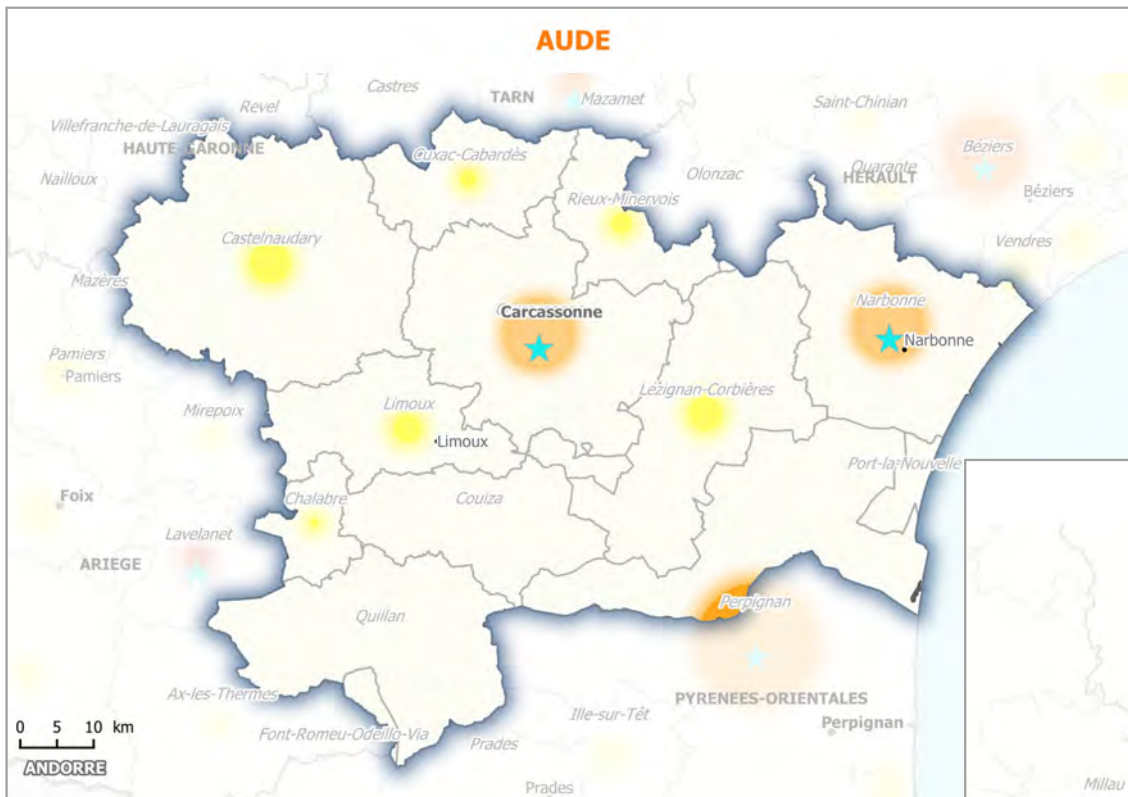 AUDE
Castres
Revel
TARN
Mazamet
Saint-Chinian
Villefranche-de-Lauragais
HAUTE-GARONNE
Cuxac-Cabardès
Béziers
Quarante
HERAULT
Nailloux
Olonzac
Béziers
Rieux-Minervois
Castelnaudary
Vendres
Mazères
Carcassonne
Narbonne
Narbonne
Pamiers
Pamiers
Lézignan-Corbières
Mirepoix
Limoux
Limoux
Port-la-Nouvelle
Foix
Chalabre
Couiza
Lavelanet
ARIEGE
Perpignan
Quillan
Ax-les-Thermes
PYRENEES-ORIENTALES
Ille-sur-Têt
Perpignan
0 5 10 km
Font-Romeu-Odeillo-Via
Prades
ANDORRE
Prades
Millau